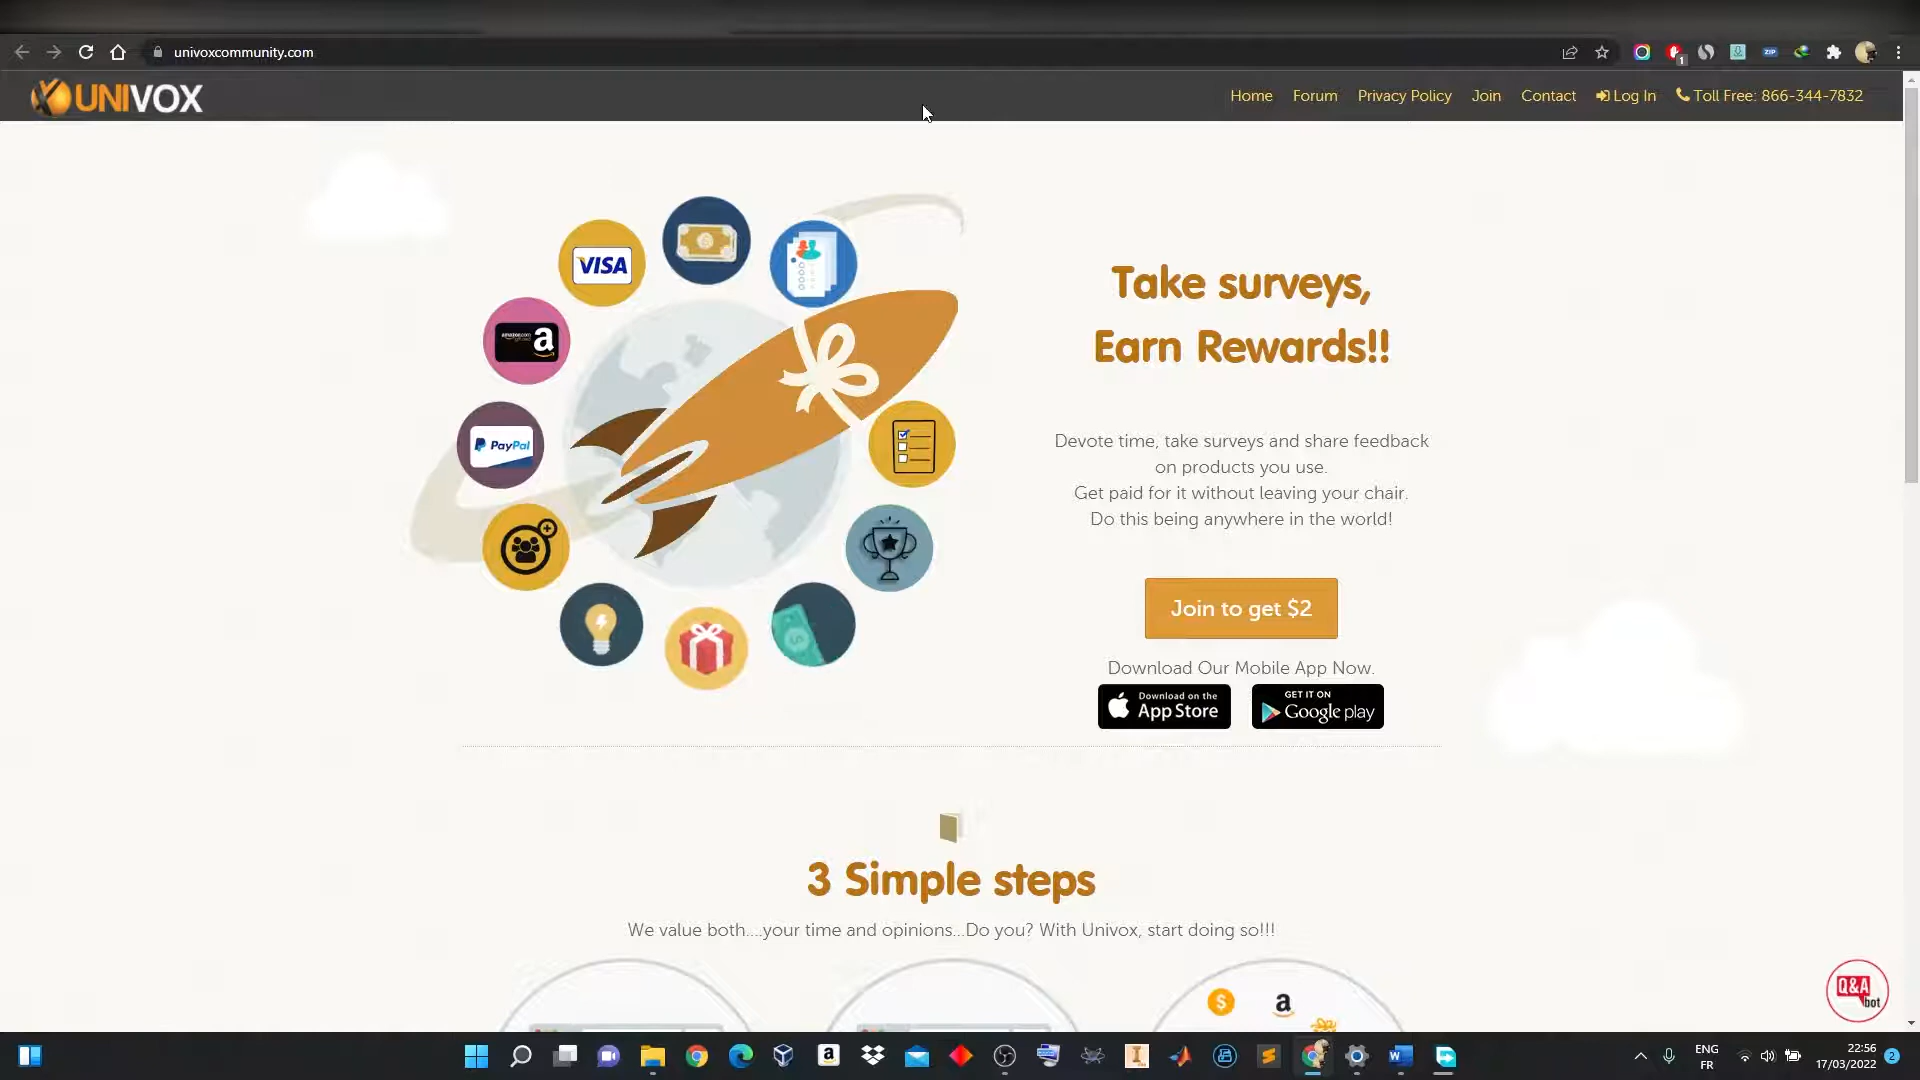 univoxcommunity.com
1
ZIP
UNIVOX
Home Forum Privacy Policy Join Contact Log In Toll Free: 866-344-7832
VISA
a
PayPal
Take surveys,
Earn Rewards!!
Devote time, take surveys and share feedback
on products you use.
Get paid for it without leaving your chair.
Do this being anywhere in the world!
Join to get $2
Download Our Mobile App Now.
Download on the
App Store
GET IT ON
Google play
3 Simple steps
We value both....your time and opinions...Do you? With Univox, start doing so!!!
$ a
Q&A
bot
ENG
FR
22:56
17/03/2022
2